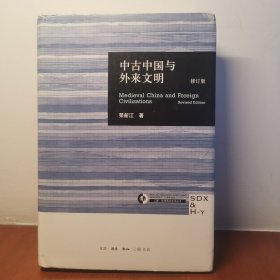 中古中国与
外来文明
修订版
Medieval China and Foreign
Civilizations
Revised Edition
荣新江 著
SDX
&
H-Y
生活·读书·新知 三联书店